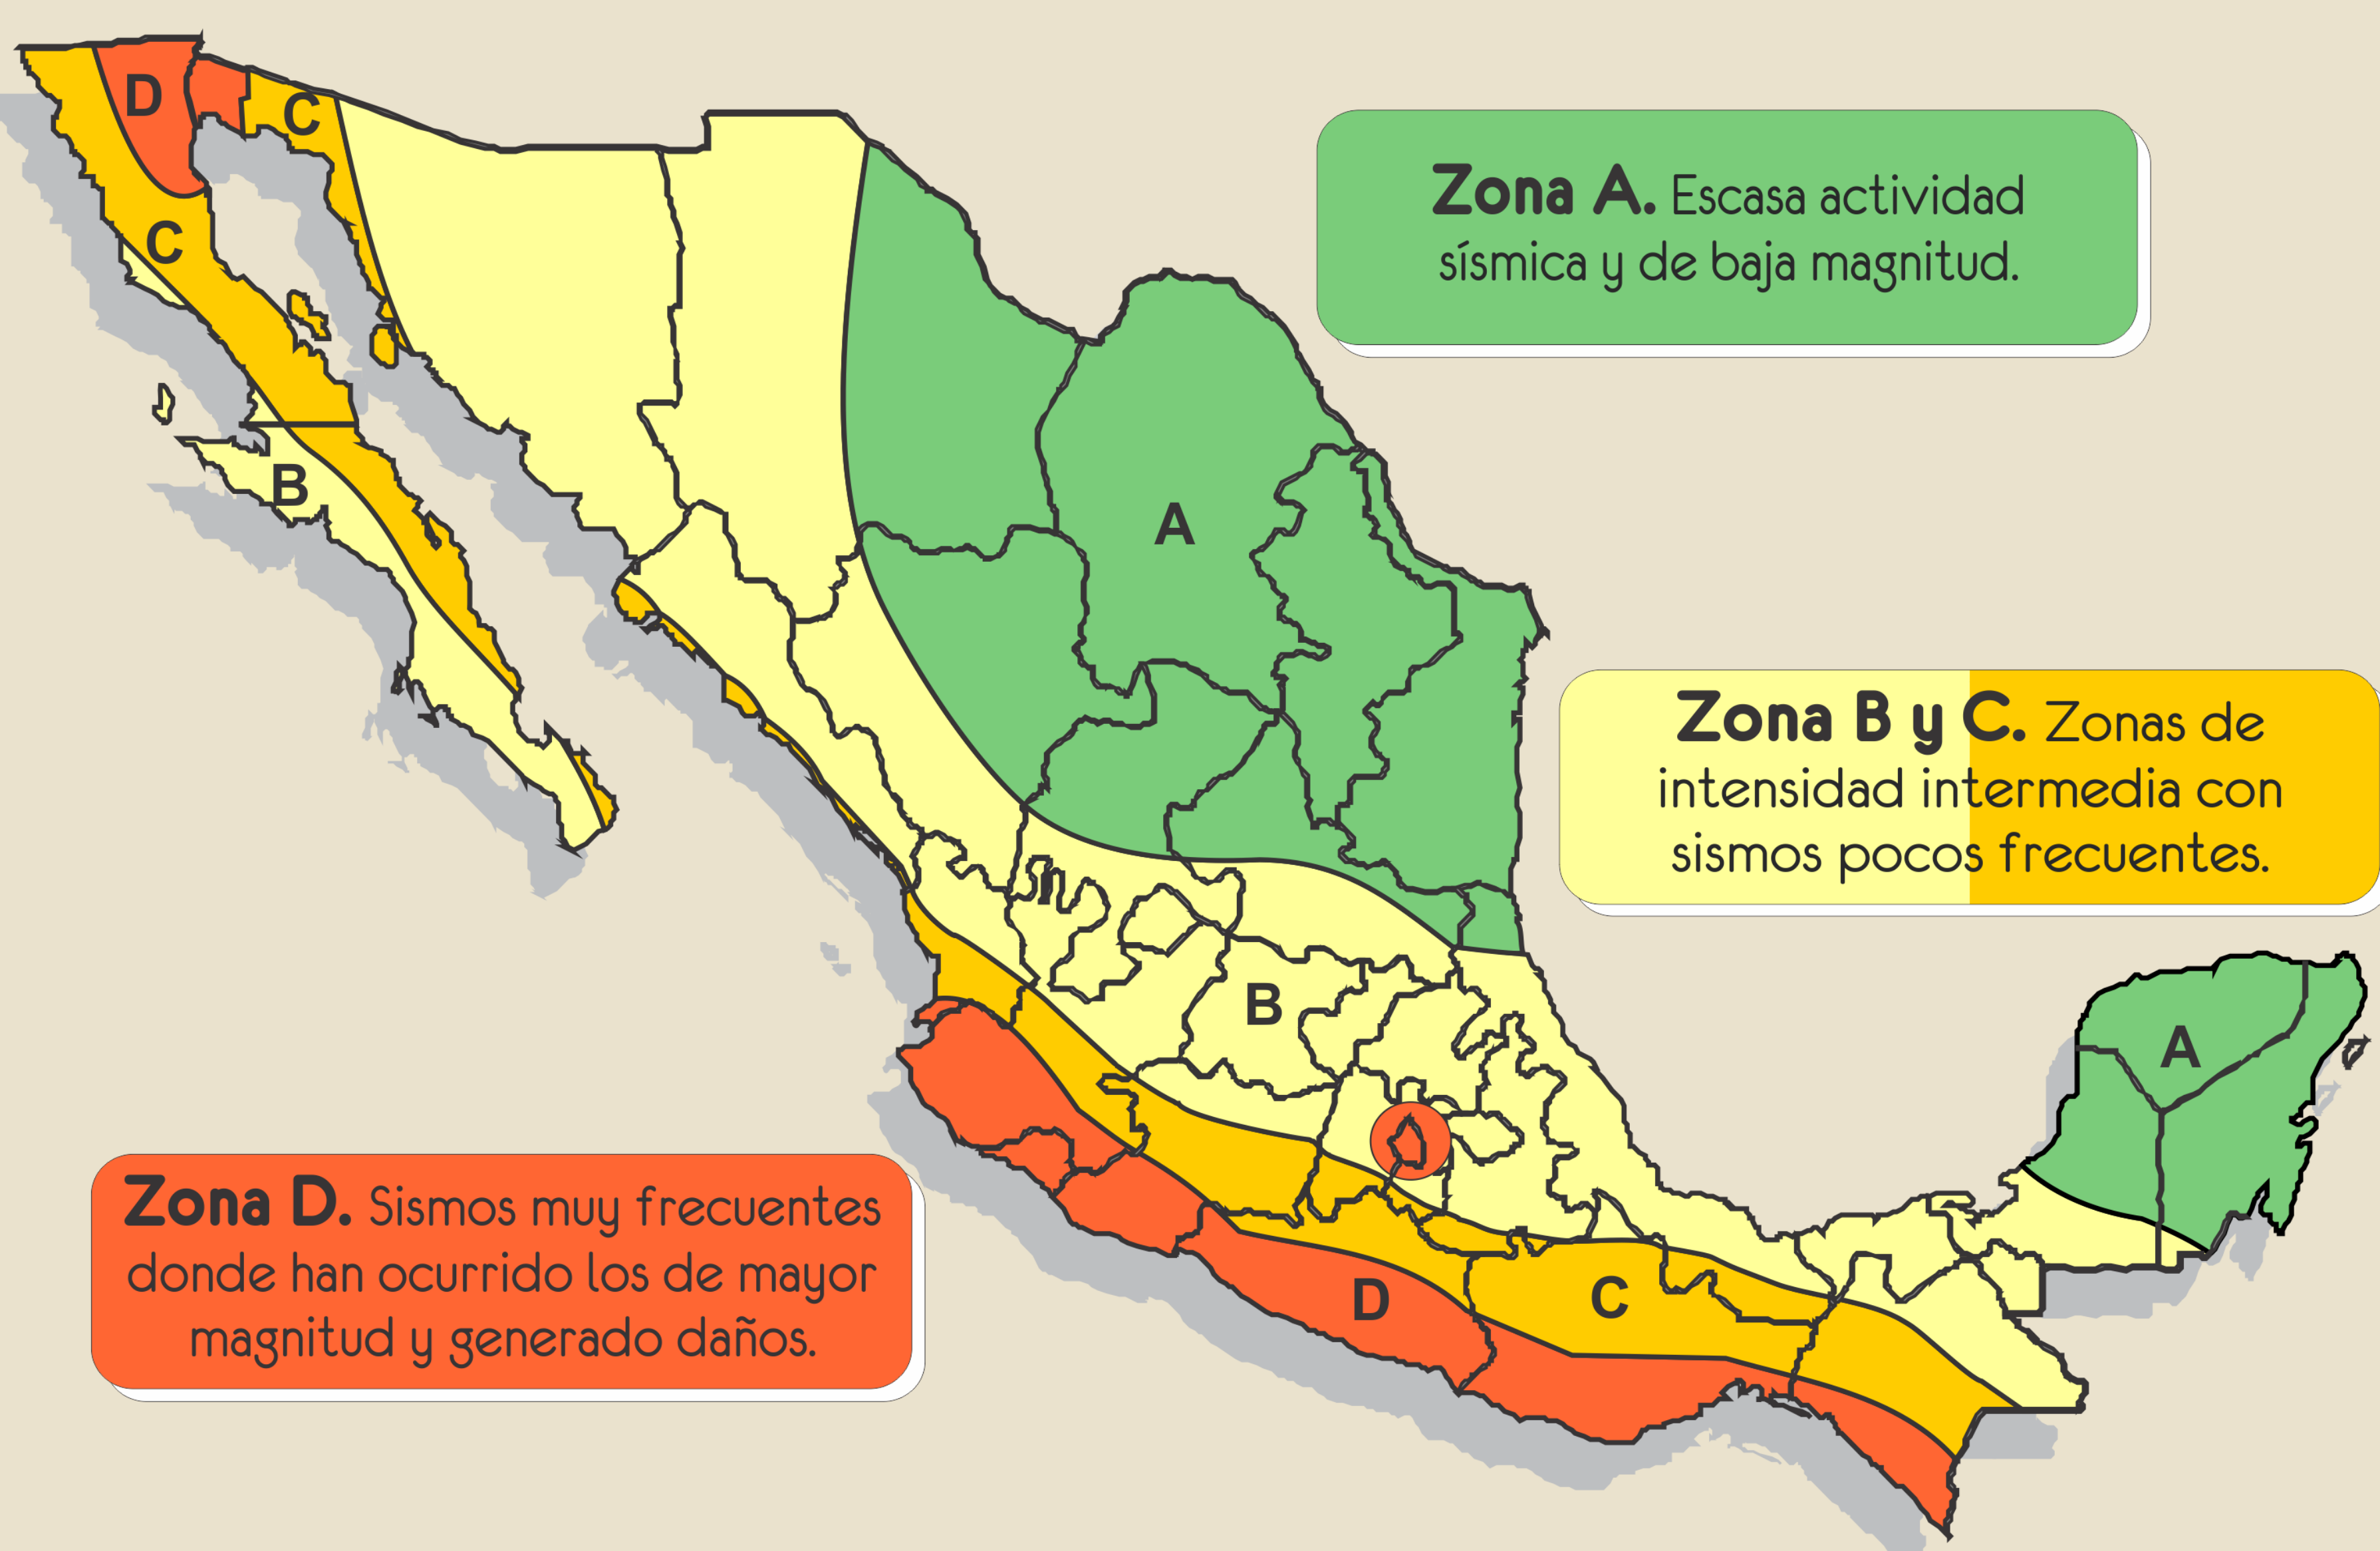 D
C
Zona A. Escasa actividad
sísmica y de baja magnitud.
C
B
A
Zona B y C. Zonas de
intensidad intermedia con
sismos pocos frecuentes.
B
A
Zona D. Sismos muy frecuentes
donde han ocurrido los de mayor
magnitud y generado daños.
D
C